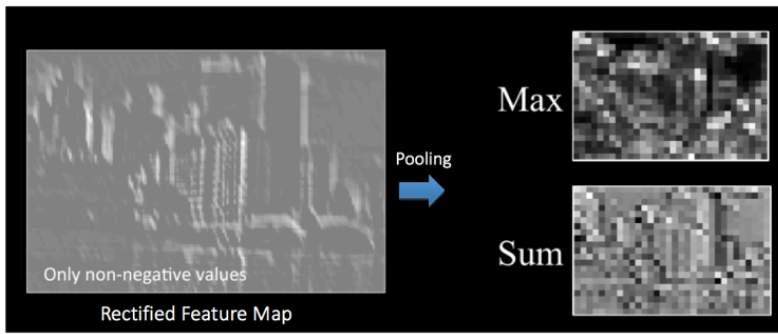 Max
Pooling
Sum
Only non-negative values
Rectified Feature Map